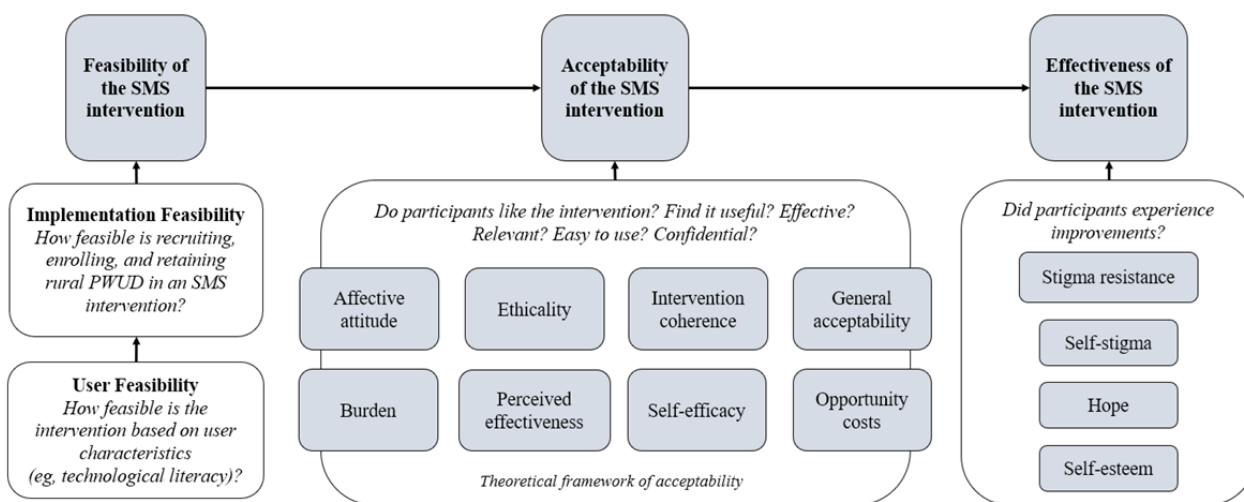 Feasibility of
the SMS
intervention
Acceptability
of the SMS
intervention
Effectiveness of
the SMS
intervention
Implementation Feasibility
How feasible is recruiting,
enrolling, and retaining
rural PWUD in an SMS
intervention?
User Feasibility
How feasible is the
intervention based on user
characteristics
(eg, technological literacy)?
Do participants like the intervention? Find it useful? Effective?
Relevant? Easy to use? Confidential?
Affective
attitude
Ethicality
Intervention
coherence
General
acceptability
Burden
Perceived
effectiveness
Self-efficacy
Opportunity
costs
Theoretical framework of acceptability
Did participants experience
improvements?
Stigma resistance
Self-stigma
Hope
Self-esteem